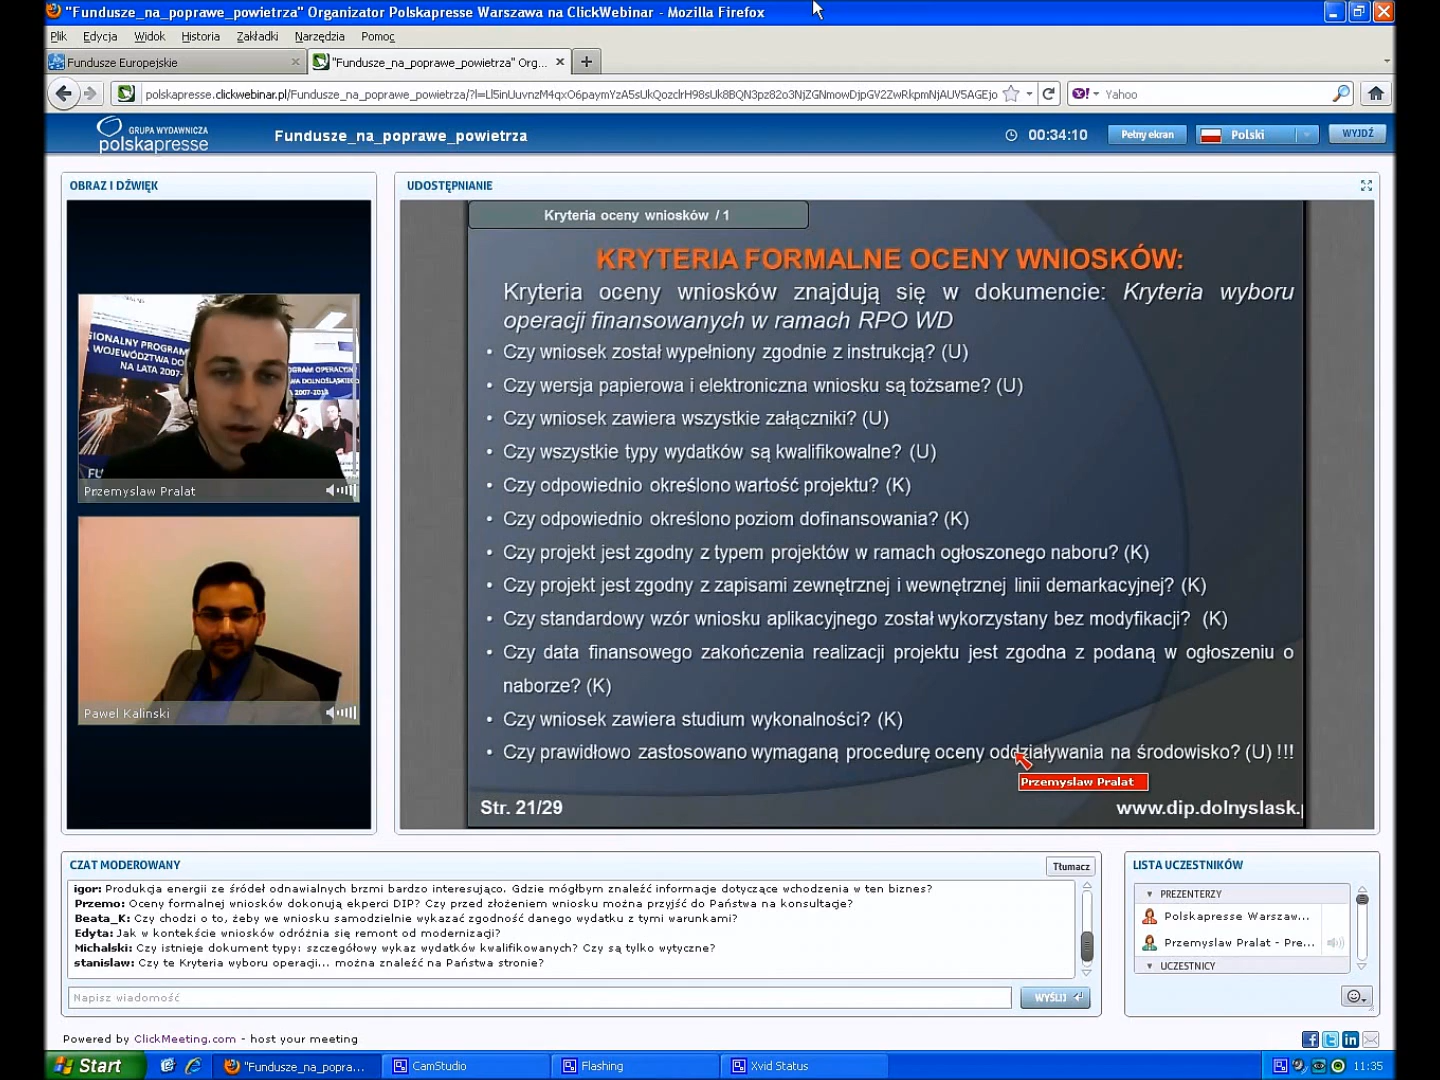 "Fundusze_na_poprawe_powietrza" Organizator Polskapresse Warszawa na ClickWebinar - Mozilla Firefox
Plik Edycja Widok Historia Zakładki Narzędzia Pomoc
Fundusze Europejskie
"Fundusze_na_poprawe_powietrza" Org...
polskapresse.clickwebinar.pl/Fundusze_na_poprawe_powietrza/
Yahoo
GRUPA WYDAWNICZA
polskapresse
Fundusze_na_poprawe_powietrza
00:34:10
Pełny ekran
Polski
WYJDŹ
OBRAZ I DŹWIĘK
Przemyslaw Pralat
Pawel Kalinski
UDOSTĘPNIANIE
Kryteria oceny wniosków / 1
KRYTERIA FORMALNE OCENY WNIOSKÓW:
Kryteria oceny wniosków znajdują się w dokumencie: Kryteria wyboru
operacji finansowanych w ramach RPO WD
• Czy wniosek został wypełniony zgodnie z instrukcją? (U)
• Czy wersja papierowa i elektroniczna wniosku są tożsame? (U)
• Czy wniosek zawiera wszystkie załączniki? (U)
• Czy wszystkie typy wydatków są kwalifikowalne? (U)
• Czy odpowiednio określono wartość projektu? (K)
• Czy odpowiednio określono poziom dofinansowania? (K)
• Czy projekt jest zgodny z typem projektów w ramach ogłoszonego naboru? (K)
• Czy projekt jest zgodny z zapisami zewnętrznej i wewnętrznej linii demarkacyjnej? (K)
• Czy standardowy wzór wniosku aplikacyjnego został wykorzystany bez modyfikacji? (K)
• Czy data finansowego zakończenia realizacji projektu jest zgodna z podaną w ogłoszeniu o
naborze? (K)
• Czy wniosek zawiera studium wykonalności? (K)
• Czy prawidłowo zastosowano wymaganą procedurę oceny oddziaływania na środowisko? (U) !!!
Przemyslaw Pralat
Str. 21/29
www.dip.dolnyslask.
CZAT MODEROWANY
Tłumacz
igor: Produkcja energii ze źródeł odnawialnych brzmi bardzo interesująco. Gdzie mógłbym znaleźć informacje dotyczące wchodzenia w ten biznes?
Przemo: Oceny formalnej wniosków dokonują eksperci DIP? Czy przed złożeniem wniosku można przyjść do Państwa na konsultacje?
Beata_K: Czy chodzi o to, żeby we wniosku samodzielnie wykazać zgodność danego wydatku z tymi warunkami?
Edyta: Jak w kontekście wniosków odróżnia się remont od modernizacji?
Michalski: Czy istnieje dokument typy: szczegółowy wykaz wydatków kwalifikowanych? Czy są tylko wytyczne?
stanislaw: Czy te Kryteria wyboru operacji... można znaleźć na Państwa stronie?
Napisz wiadomość
WYŚLIJ
LISTA UCZESTNIKÓW
PREZENTERZY
Polskapresse Warszaw...
Przemyslaw Pralat - Pre...
UCZESTNICY
Powered by ClickMeeting.com - host your meeting
Start
"Fundusze_na_popra...
CamStudio
Flashing
Xvid Status
11:35